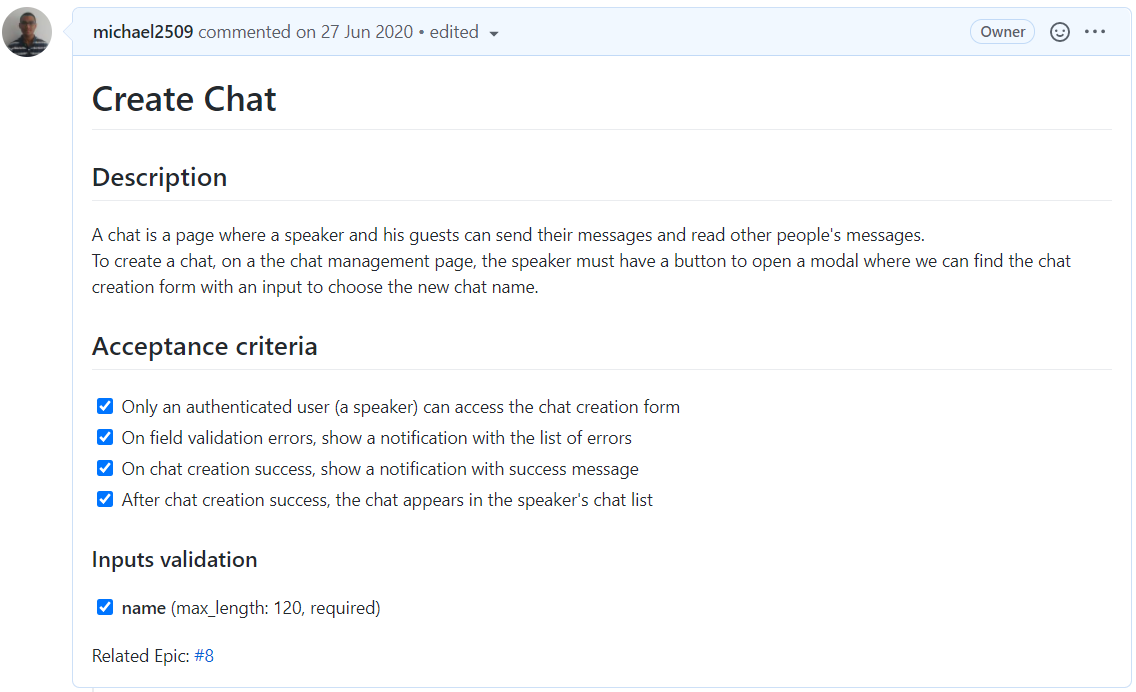 michael2509 commented on 27 Jun 2020 • edited
Owner
Create Chat
Description
A chat is a page where a speaker and his guests can send their messages and read other people's messages.
To create a chat, on a the chat management page, the speaker must have a button to open a modal where we can find the chat
creation form with an input to choose the new chat name.
Acceptance criteria
Only an authenticated user (a speaker) can access the chat creation form
On field validation errors, show a notification with the list of errors
On chat creation success, show a notification with success message
After chat creation success, the chat appears in the speaker's chat list
Inputs validation
name (max_length: 120, required)
Related Epic: #8